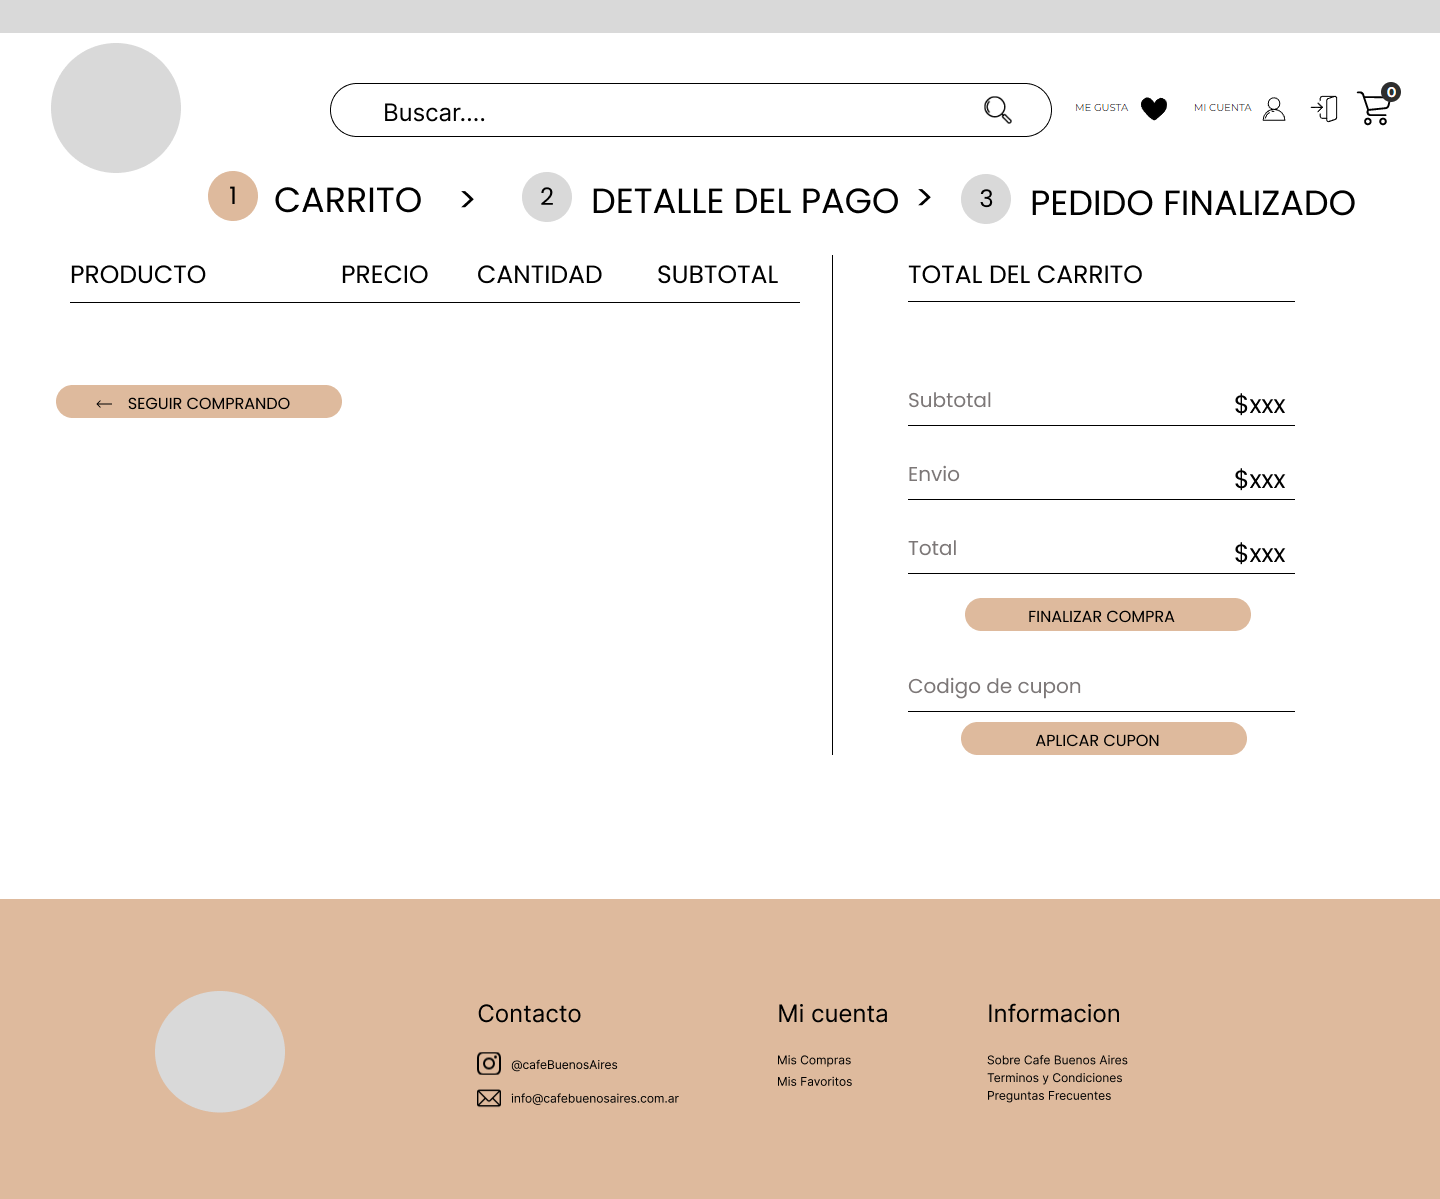 Buscar....
ME GUSTA
MI CUENTA
0
1 CARRITO > 2 DETALLE DEL PAGO > 3 PEDIDO FINALIZADO
PRODUCTO PRECIO CANTIDAD SUBTOTAL
SEGUIR COMPRANDO
TOTAL DEL CARRITO
Subtotal $xxx
Envio $xxx
Total $xxx
FINALIZAR COMPRA
Codigo de cupon
APLICAR CUPON
Contacto
@cafeBuenosAires
info@cafebuenosaires.com.ar
Mi cuenta
Mis Compras
Mis Favoritos
Informacion
Sobre Cafe Buenos Aires
Terminos y Condiciones
Preguntas Frecuentes